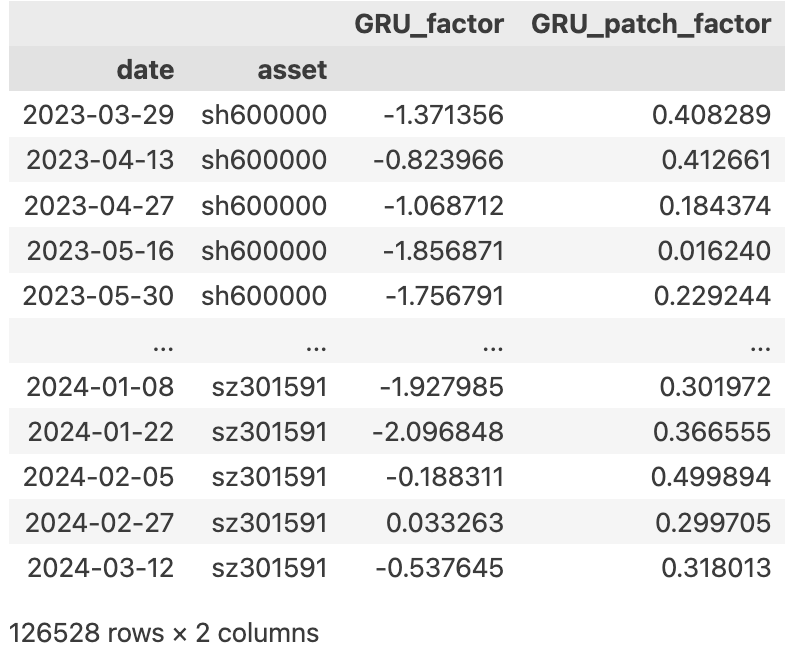 GRU_factor GRU_patch_factor
date asset
2023-03-29 sh600000 -1.371356 0.408289
2023-04-13 sh600000 -0.823966 0.412661
2023-04-27 sh600000 -1.068712 0.184374
2023-05-16 sh600000 -1.856871 0.016240
2023-05-30 sh600000 -1.756791 0.229244
... ... ... ...
2024-01-08 sz301591 -1.927985 0.301972
2024-01-22 sz301591 -2.096848 0.366555
2024-02-05 sz301591 -0.188311 0.499894
2024-02-27 sz301591 0.033263 0.299705
2024-03-12 sz301591 -0.537645 0.318013
126528 rows × 2 columns